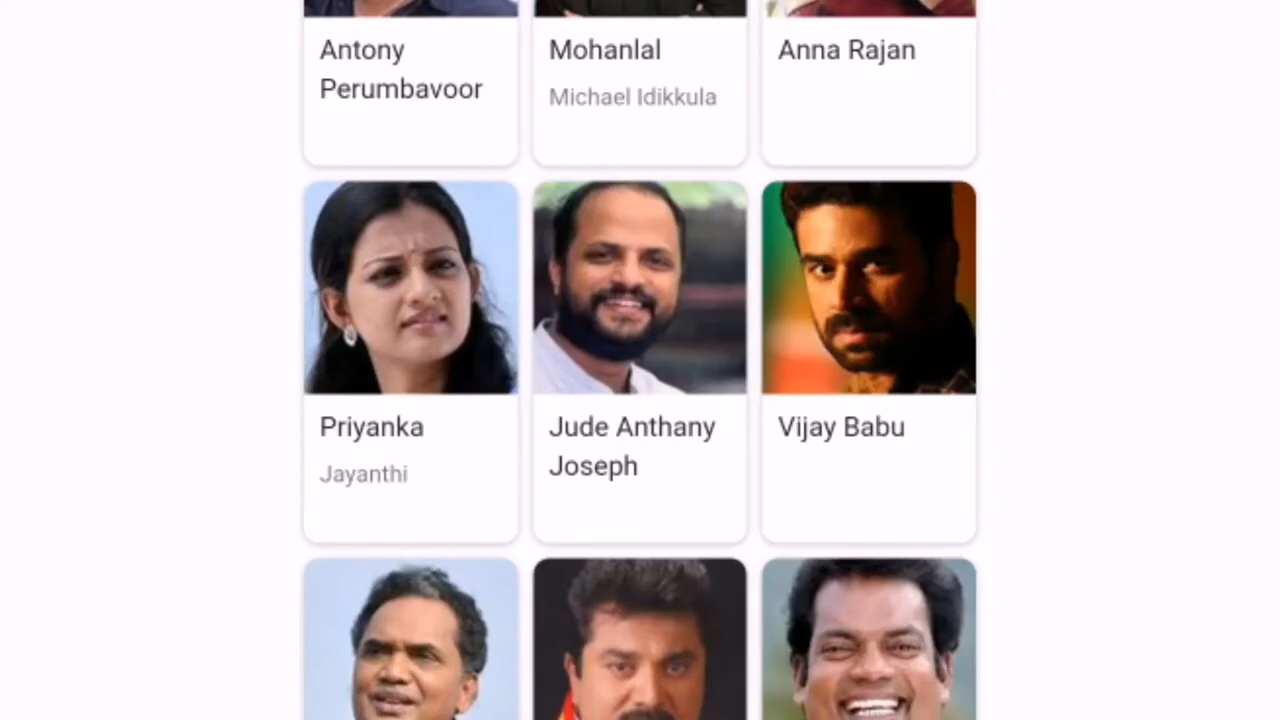 Antony
Perumbavoor
Mohanlal
Michael Idikkula
Anna Rajan
Priyanka
Jayanthi
Jude Anthany
Joseph
Vijay Babu